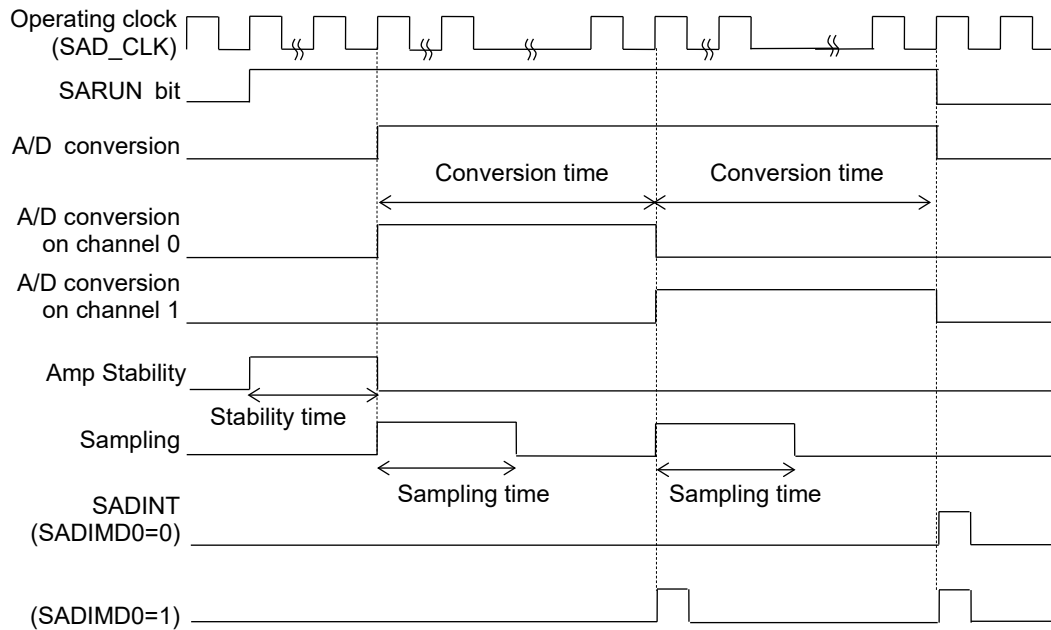 Operating clock
(SAD_CLK)
SARUN bit
A/D conversion
Conversion time
Conversion time
A/D conversion
on channel 0
A/D conversion
on channel 1
Amp Stability
Stability time
Sampling
Sampling time
Sampling time
SADINT
(SADIMD0=0)
(SADIMD0=1)